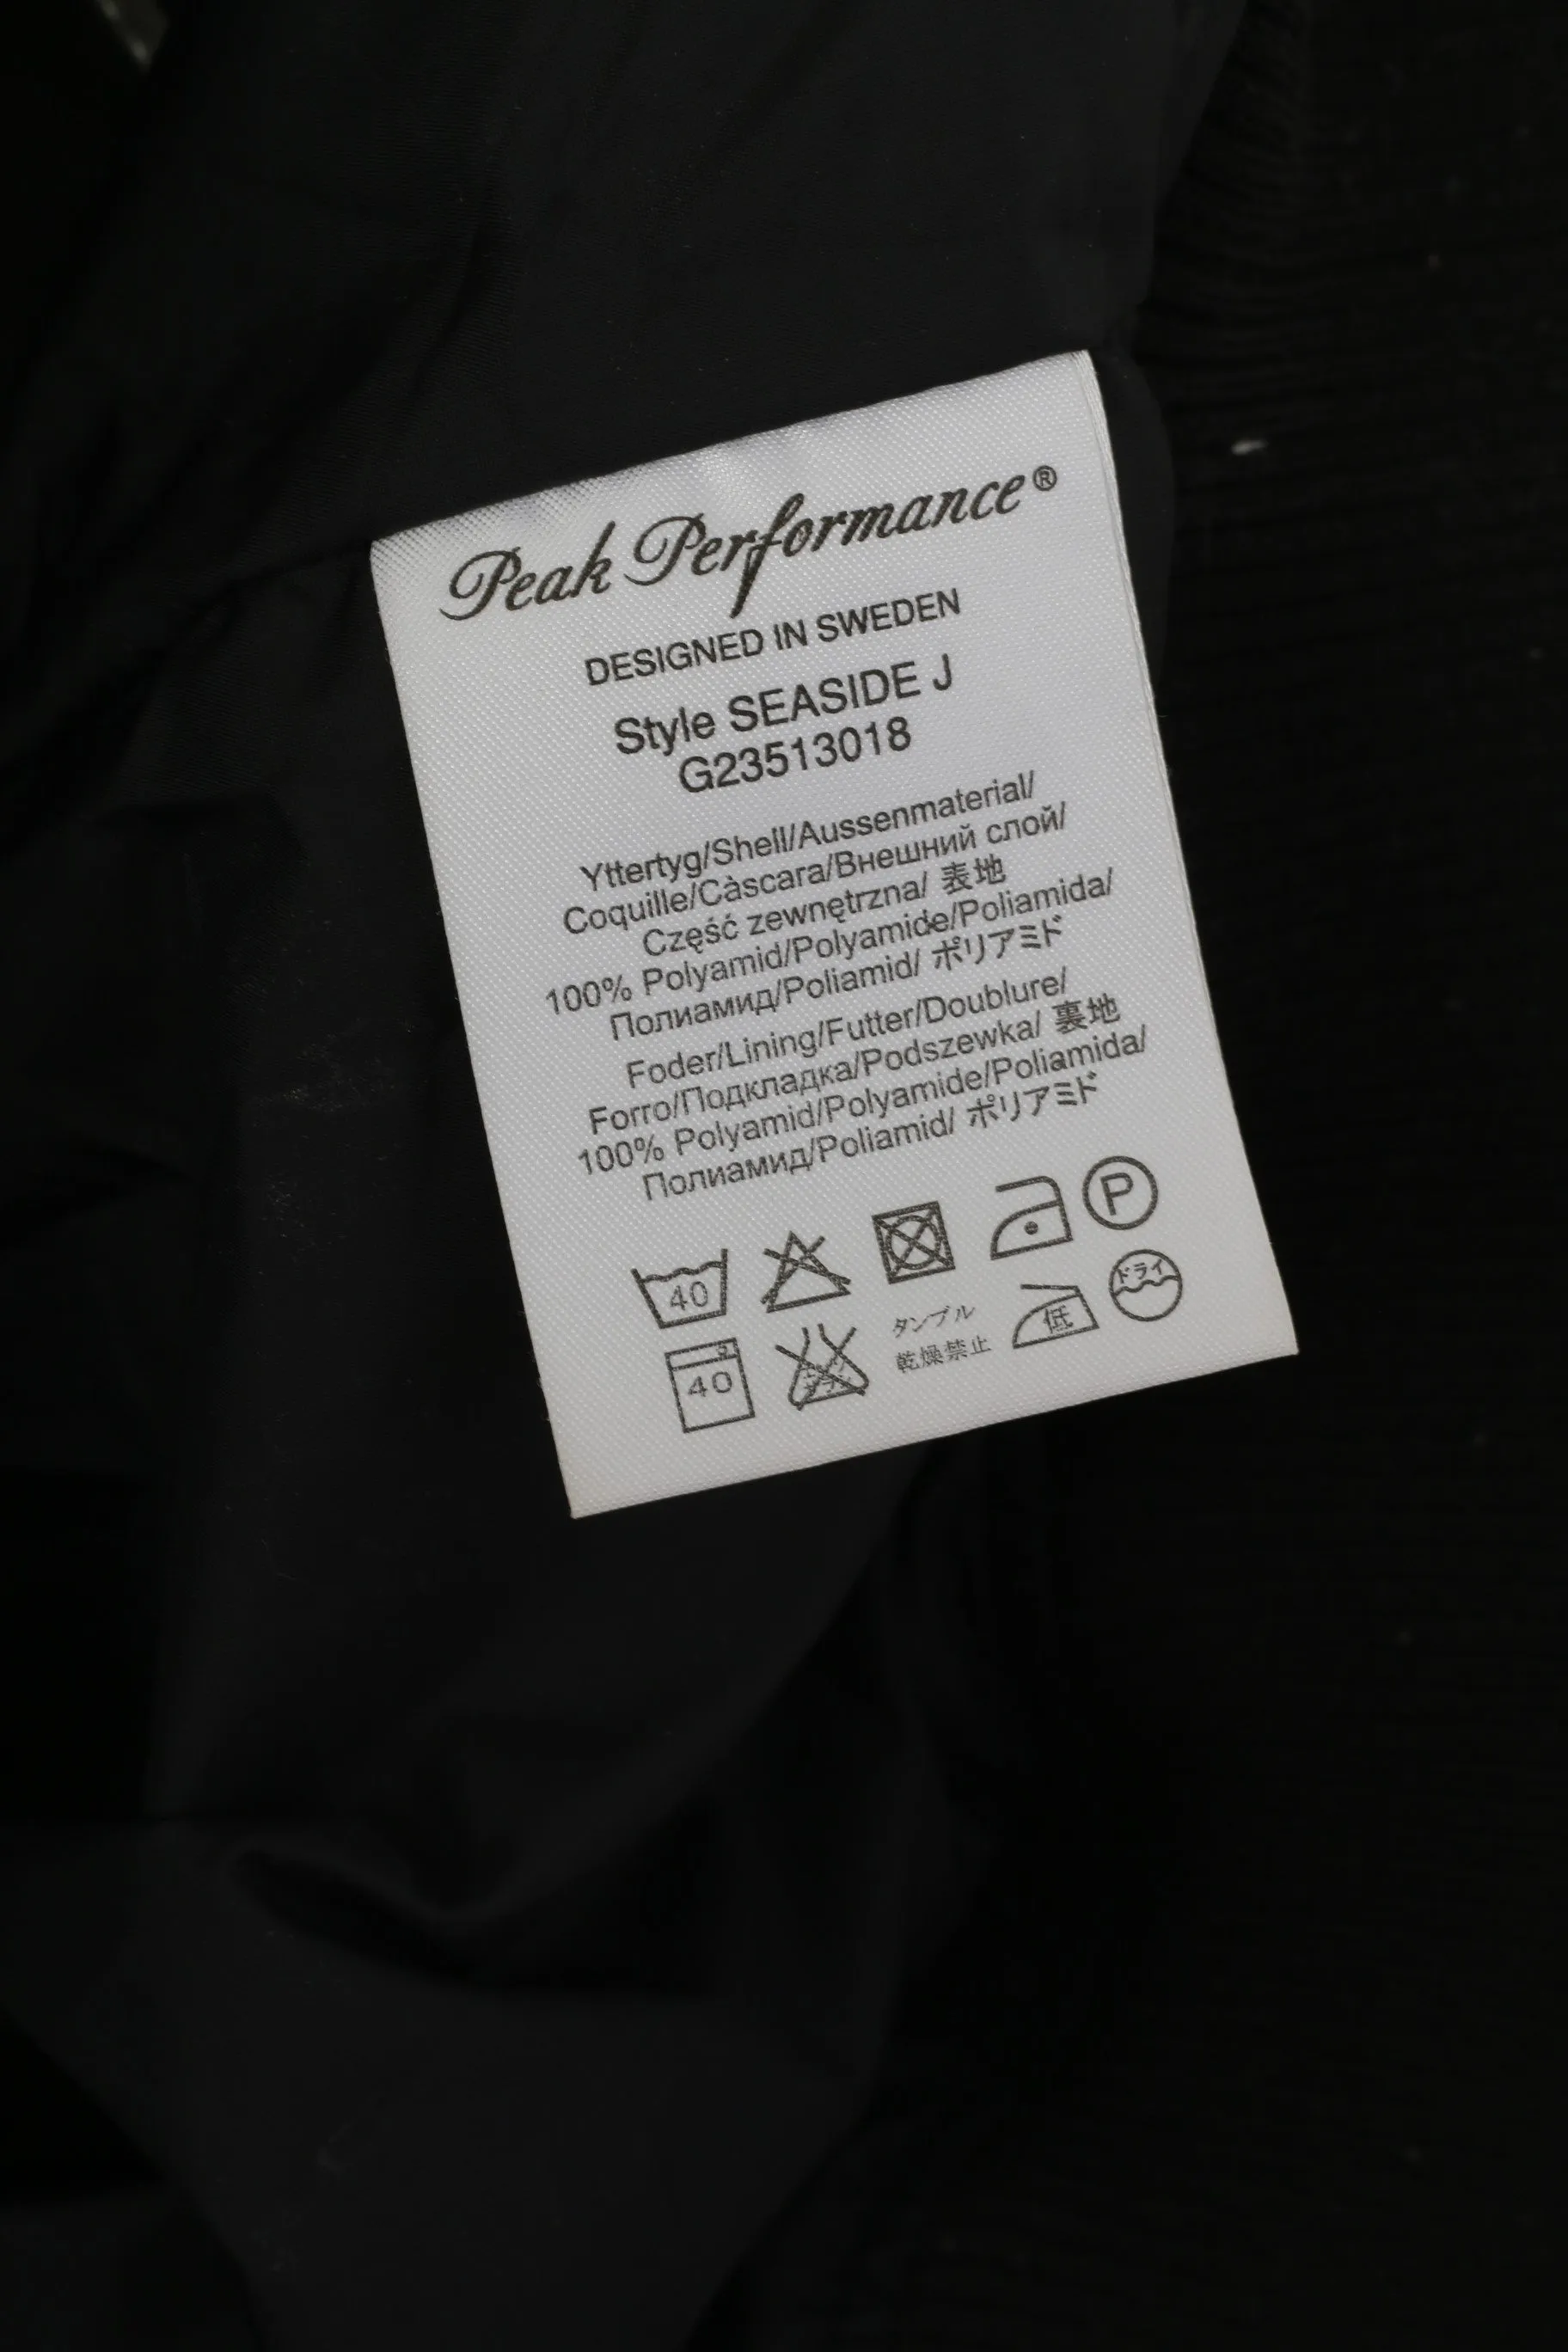 Peak Performance®
DESIGNED IN SWEDEN
Style SEASIDE J
G23513018
Yttertyg/Shell/Aussenmaterial/
Coquille/Càscara/Внешний слой/
Część zewnętrzna/ 表地
100% Polyamid/Polyamide/Poliamida/
Полиамид/Poliamid/ ポリアミド
Foder/Lining/Futter/Doublure/
Forro/Подкладка/Podszewka/ 裏地
100% Polyamid/Polyamide/Poliamida/
Полиамид/Poliamid/ ポリアミド
40 P
40 タンブル 低 ドライ
乾燥禁止